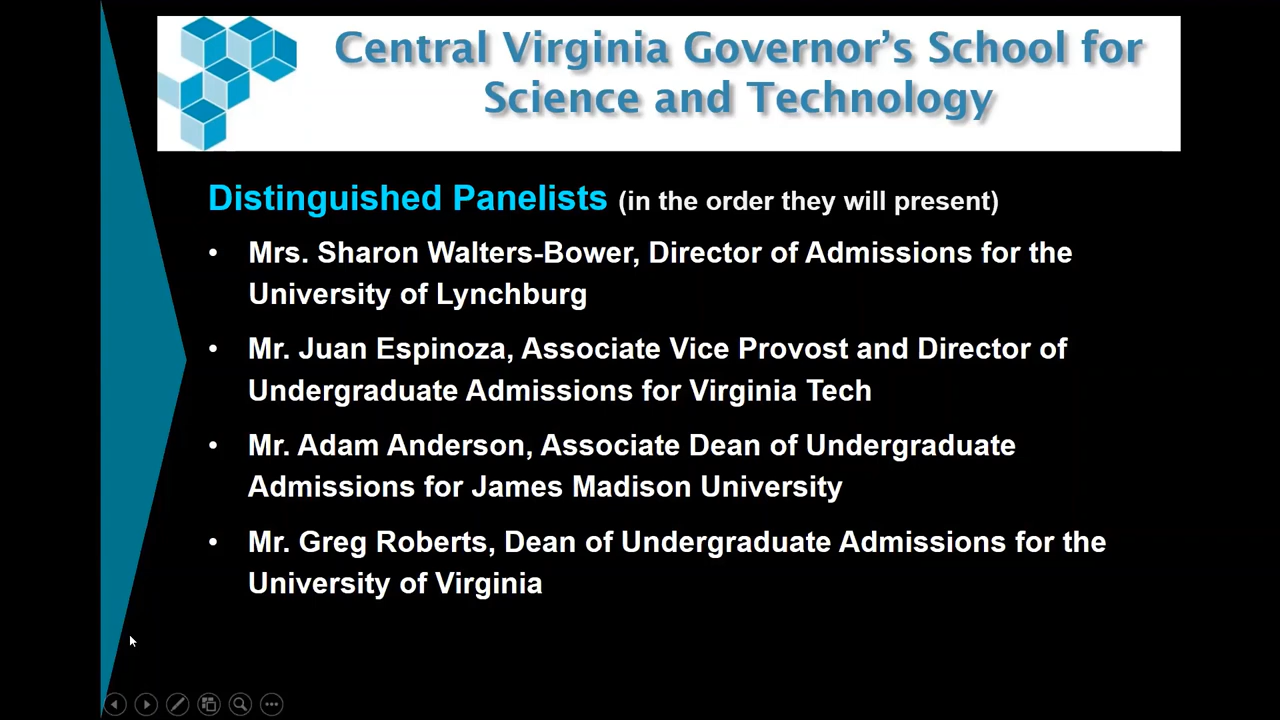 Central Virginia Governor’s School for
Science and Technology
Distinguished Panelists (in the order they will present)
• Mrs. Sharon Walters-Bower, Director of Admissions for the
University of Lynchburg
• Mr. Juan Espinoza, Associate Vice Provost and Director of
Undergraduate Admissions for Virginia Tech
• Mr. Adam Anderson, Associate Dean of Undergraduate
Admissions for James Madison University
• Mr. Greg Roberts, Dean of Undergraduate Admissions for the
University of Virginia